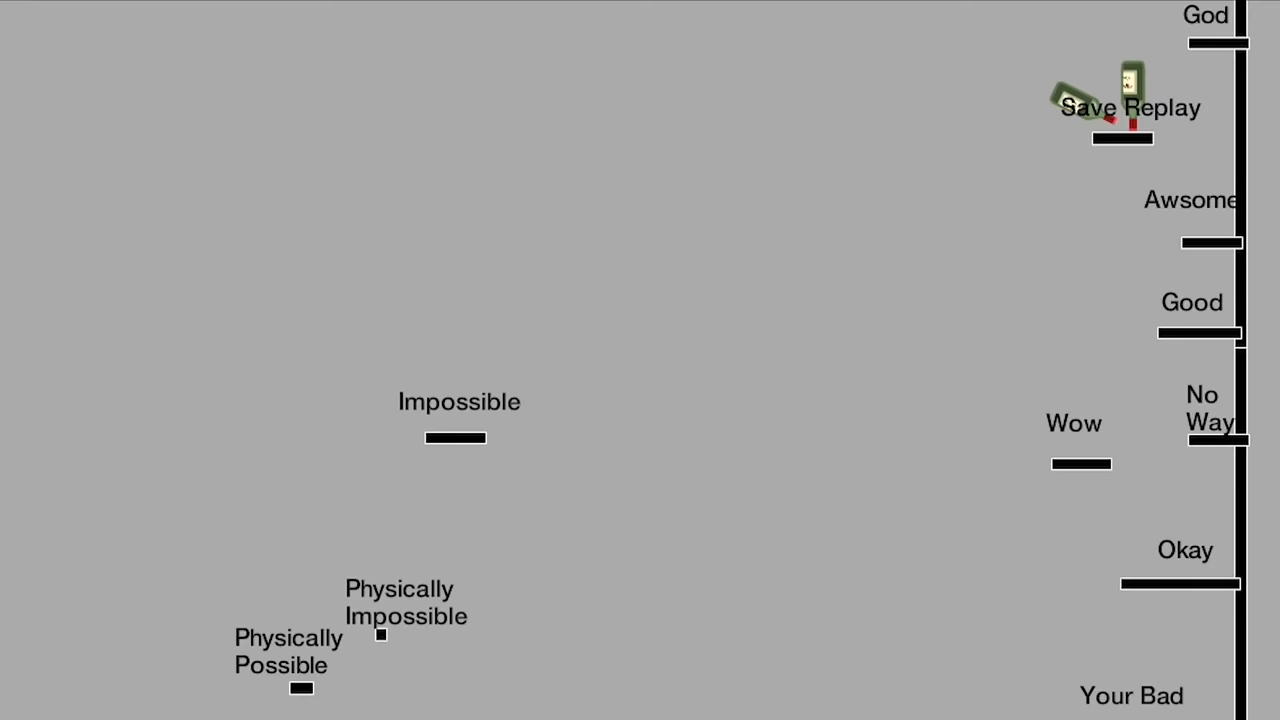 God
Save Replay
Awsome
Good
Impossible
No
Way
Wow
Okay
Physically
Impossible
Physically
Possible
Your Bad